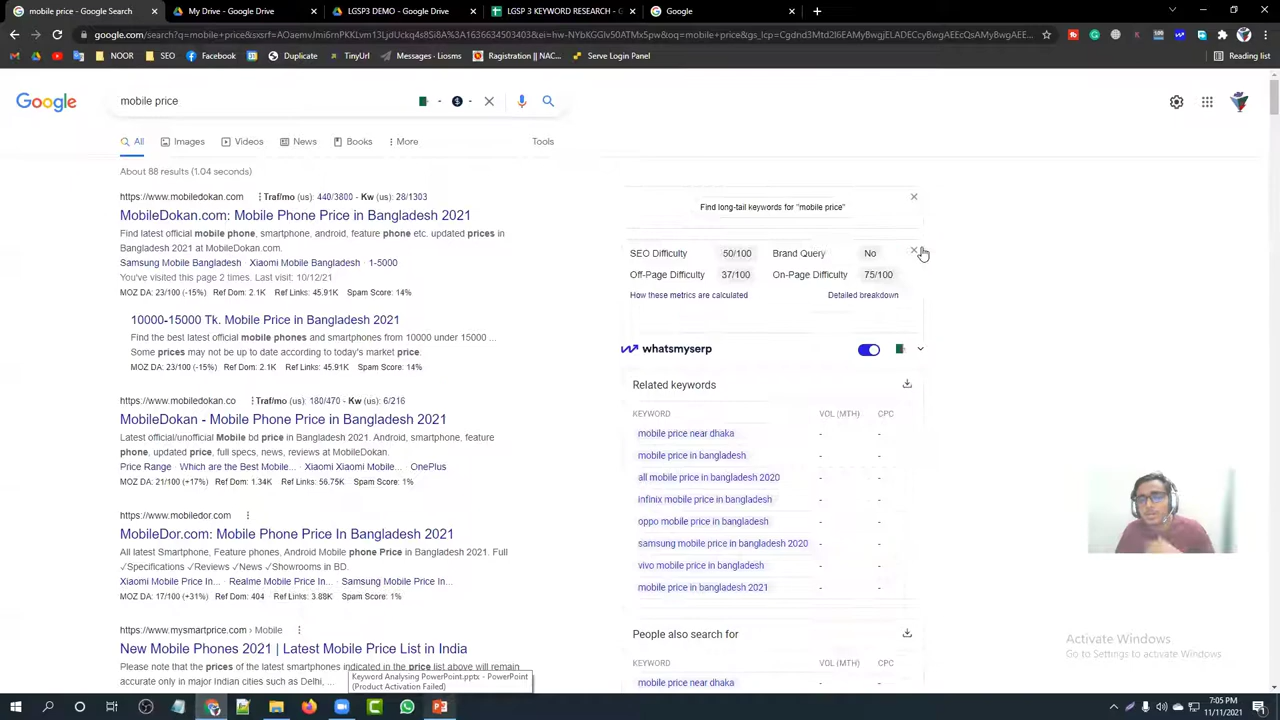 mobile price - Google Search
My Drive - Google Drive
LGSP3 DEMO - Google Drive
LGSP 3 KEYWORD RESEARCH - G
Google
Apps
NOOR
SEO
Facebook
Duplicate
TinyUrl
Meetings - Zoom
Registration || NAC...
Serve Login Panel
Reading list
Google
mobile price
All
Images
Videos
News
Books
More
Tools
About 88 results (1.04 seconds)
https://www.mobiledokan.com Traf/mo (us): 440/3800 - Kw (us): 28/1303
MobileDokan.com: Mobile Phone Price in Bangladesh 2021
Find latest official mobile phone, smartphone, android, feature phone etc. updated prices in
Bangladesh 2021 at MobileDokan.com.
Samsung Mobile Bangladesh · Xiaomi Mobile Bangladesh · 1-5000
You've visited this page 2 times. Last visit: 10/12/21
MOZ DA: 23/100 (-15%) Ref Dom: 2.1K Ref Links: 45.91K Spam Score: 14%
10000-15000 Tk. Mobile Price in Bangladesh 2021
Find the best latest official mobile phones and smartphones from 10000 under 15000 ...
Some prices may not be up to date according to today's market price.
MOZ DA: 23/100 (-15%) Ref Dom: 2.1K Ref Links: 45.91K Spam Score: 14%
https://www.mobiledokan.co Traf/mo (us): 180/470 - Kw (us): 6/216
MobileDokan - Mobile Phone Price in Bangladesh 2021
Latest official/unofficial Mobile bd price in Bangladesh 2021. Android, smartphone, feature
phone, updated price, full specs, news, reviews at MobileDokan.
Price Range · Which are the Best Mobile... · Xiaomi Xiaomi Mobile... · OnePlus
MOZ DA: 21/100 (+17%) Ref Dom: 1.34K Ref Links: 56.75K Spam Score: 1%
https://www.mobiledor.com
MobileDor.com: Mobile Phone Price In Bangladesh 2021
All latest Smartphone, Feature phones, Android Mobile phone Price in Bangladesh 2021. Full
✓Specifications ✓Reviews ✓News ✓Showrooms in BD.
Xiaomi Mobile Price In... · Realme Mobile Price In... · Samsung Mobile Price In...
MOZ DA: 17/100 (+31%) Ref Dom: 404 Ref Links: 3.88K Spam Score: 1%
https://www.mysmartprice.com › Mobile
New Mobile Phones 2021 | Latest Mobile Price List in India
Please note that the prices of the latest smartphones indicated in the price list above will remain
accurate only in major Indian cities such as Delhi, ...
Keyword Analysing PowerPoint.pptx - PowerPoint
(Product Activation Failed)
Find long-tail keywords for "mobile price"
SEO Difficulty 50/100 Brand Query No
Off-Page Difficulty 37/100 On-Page Difficulty 75/100
How these metrics are calculated Detailed breakdown
whatsmyserp
Related keywords
KEYWORD VOL (MTH) CPC
mobile price near dhaka - -
mobile price in bangladesh - -
all mobile price in bangladesh 2020 - -
infinix mobile price in bangladesh - -
oppo mobile price in bangladesh - -
samsung mobile price in bangladesh 2020 - -
vivo mobile price in bangladesh - -
mobile price in bangladesh 2021 - -
People also search for
KEYWORD VOL (MTH) CPC
mobile price near dhaka - -
Activate Windows
Go to Settings to activate Windows.
7:05 PM
11/11/2021